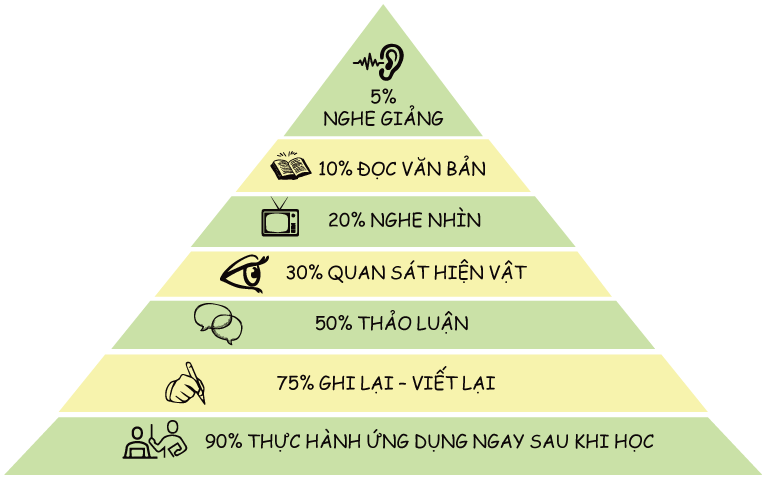 5%
NGHE GIẢNG
10% ĐỌC VĂN BẢN
20% NGHE NHÌN
30% QUAN SÁT HIỆN VẬT
50% THẢO LUẬN
75% GHI LẠI - VIẾT LẠI
90% THỰC HÀNH ỨNG DỤNG NGAY SAU KHI HỌC